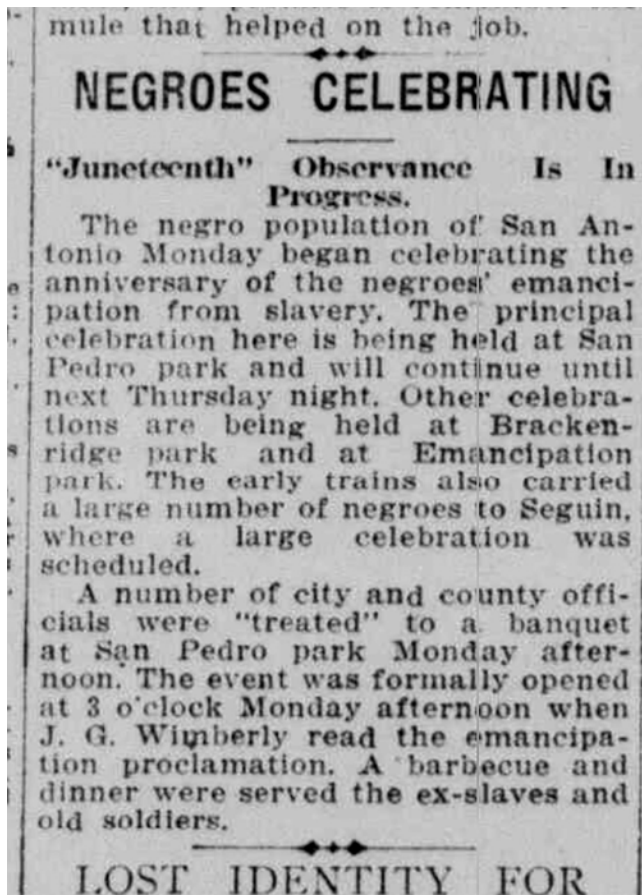 mule that helped on the job.
NEGROES CELEBRATING
"Juneteenth" Observance Is In
Progress.
The negro population of San An-
tonio Monday began celebrating the
anniversary of the negroes' emanci-
pation from slavery. The principal
celebration here is being held at San
Pedro park and will continue until
next Thursday night. Other celebra-
tions are being held at Bracken-
ridge park and at Emancipation
park. The early trains also carried
a large number of negroes to Seguin,
where a large celebration was
scheduled.
A number of city and county offi-
cials were "treated" to a banquet
at San Pedro park Monday after-
noon. The event was formally opened
at 3 o'clock Monday afternoon when
J. G. Wimberly read the emancipa-
tion proclamation. A barbecue and
dinner were served the ex-slaves and
old soldiers.
LOST IDENTITY FOR